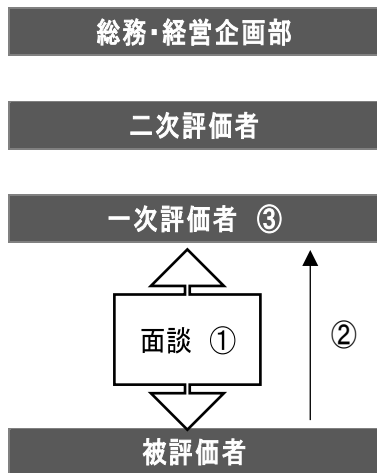 総務・経営企画部
二次評価者
一次評価者 ③
面談 ①
②
被評価者